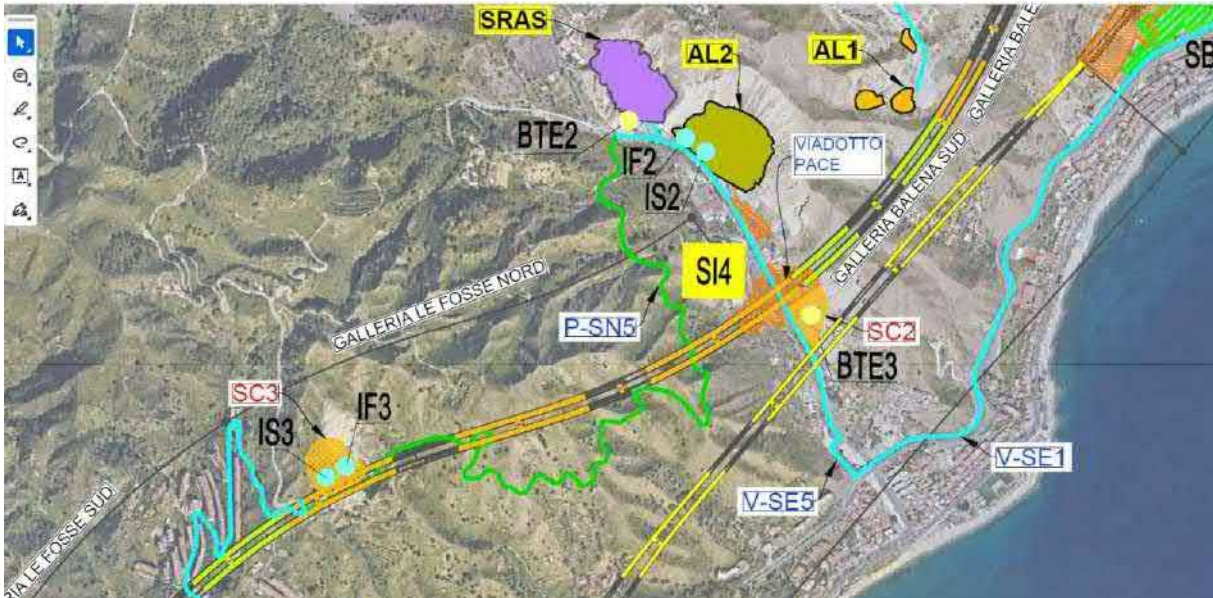 SRAS
AL2
AL1
SB
GALLERIA BALE
BTE2
IF2
IS2
VIADOTTO
PACE
GALLERIA BALENA SUD
SI4
GALLERIA LE FOSSE NORD
P-SN5
SC2
BTE3
SC3
IF3
IS3
V-SE1
V-SE5
RIA LE FOSSE SUD
A